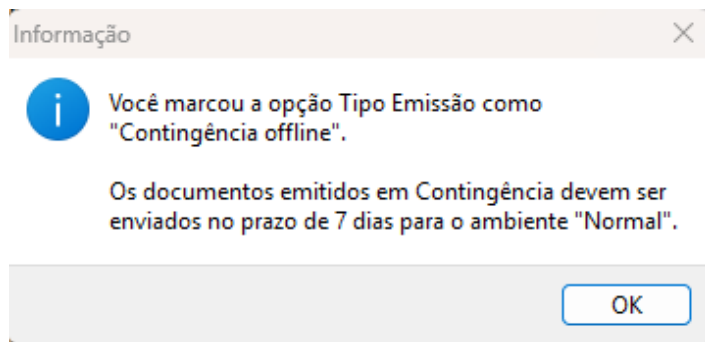 Informação
Você marcou a opção Tipo Emissão como
"Contingência offline".
Os documentos emitidos em Contingência devem ser
enviados no prazo de 7 dias para o ambiente "Normal".
OK